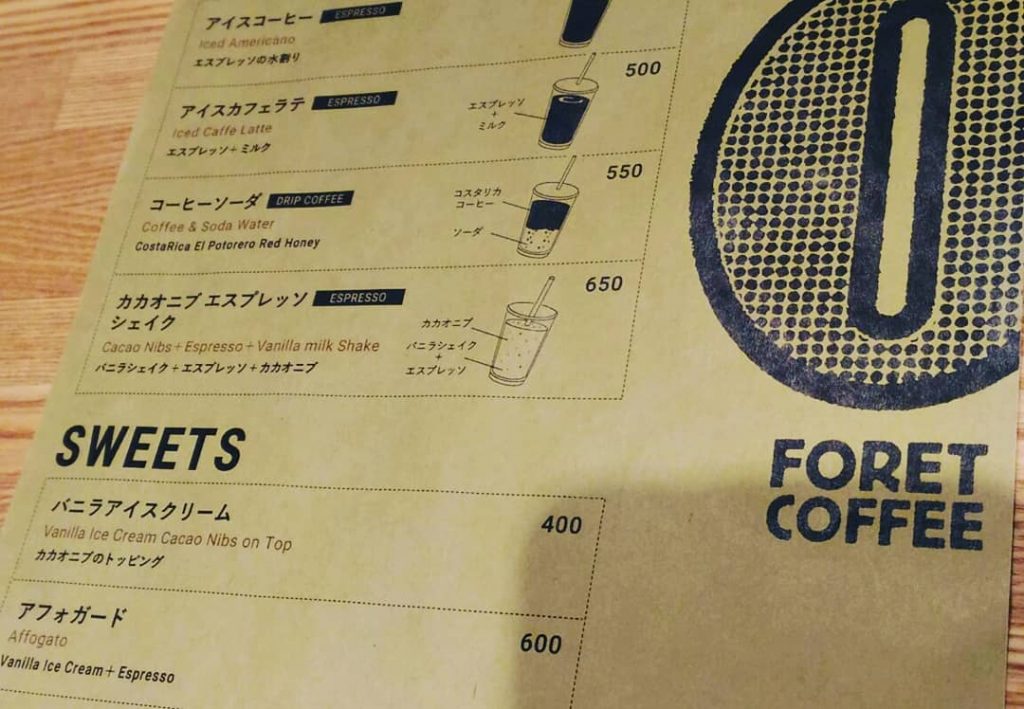 アイスコーヒー ESPRESSO
Iced Americano
エスプレッソの水割り
アイスカフェラテ ESPRESSO
500
Iced Caffe Latte
エスプレッソ＋ミルク
エスプレッソ
＋
ミルク
コーヒーソーダ DRIP COFFEE
550
Coffee & Soda Water
CostaRica El Potorero Red Honey
コスタリカ
コーヒー
ソーダ
カカオニブ エスプレッソ ESPRESSO
シェイク
650
Cacao Nibs＋Espresso＋Vanilla milk Shake
バニラシェイク＋エスプレッソ＋カカオニブ
カカオニブ
バニラシェイク
＋
エスプレッソ
SWEETS
バニラアイスクリーム
400
Vanilla Ice Cream Cacao Nibs on Top
カカオニブのトッピング
アフォガード
600
Affogato
Vanilla Ice Cream＋Espresso
FORET
COFFEE